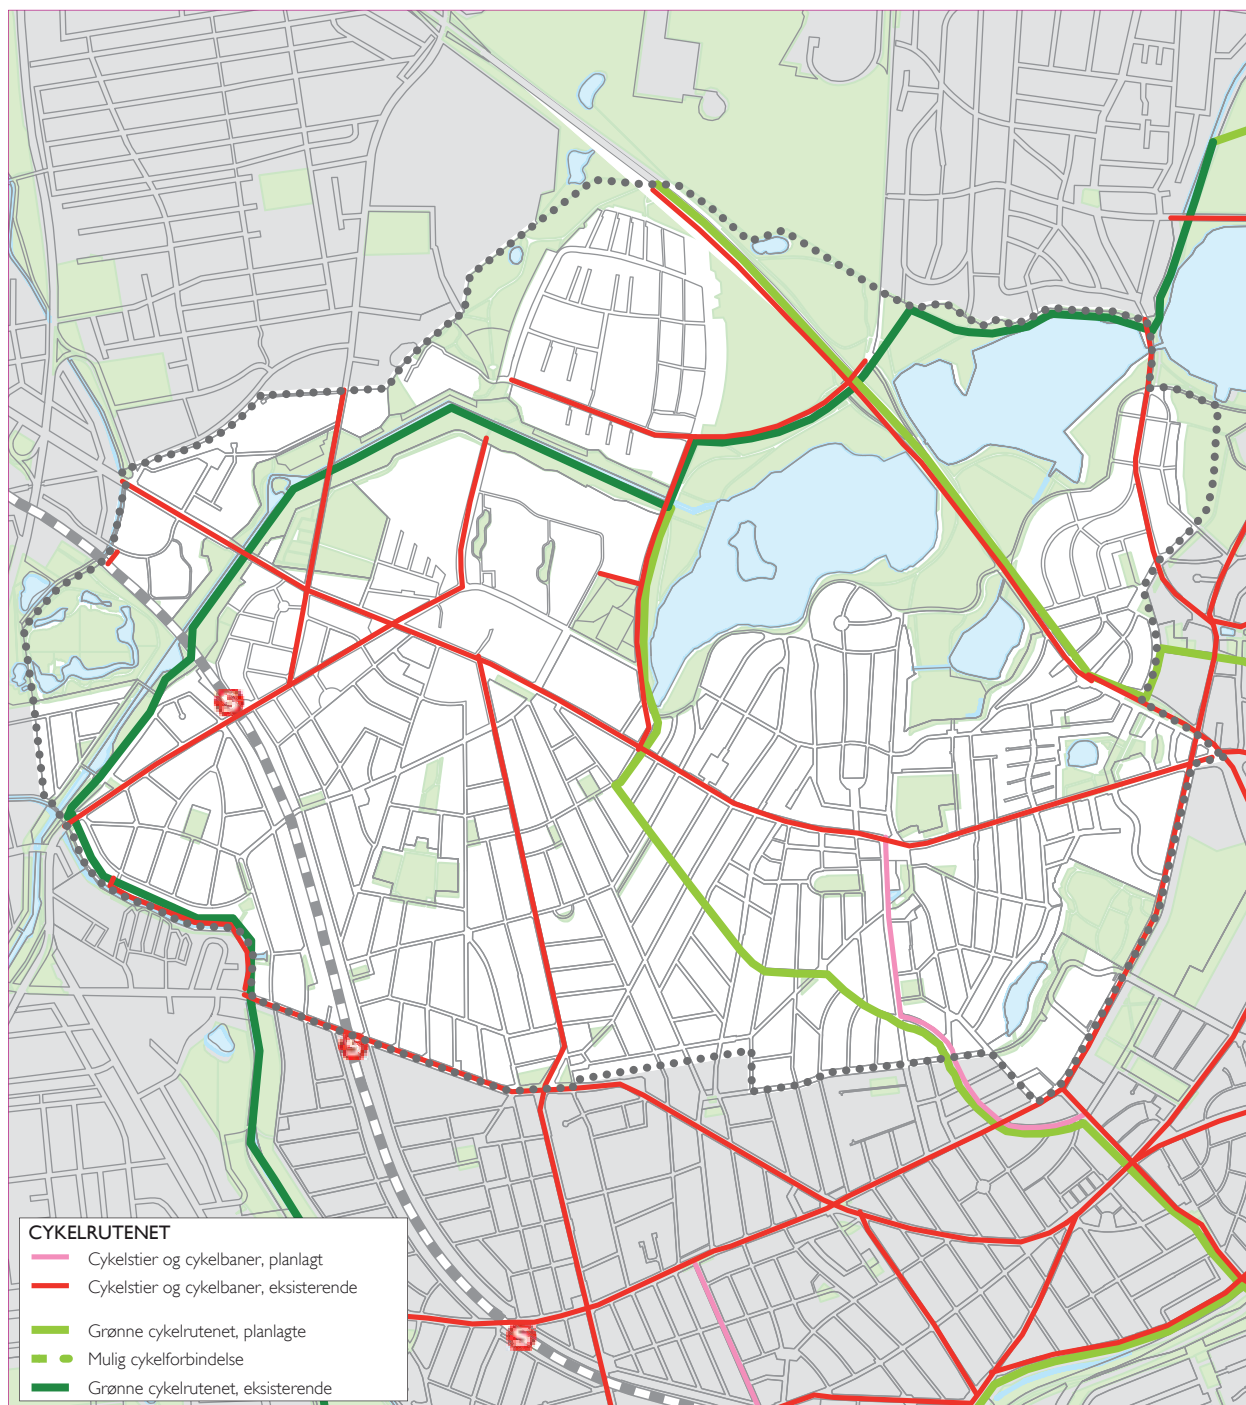 S
S
S
CYKELRUTENET
Cykelstier og cykelbaner, planlagt
Cykelstier og cykelbaner, eksisterende
Grønne cykelrutenet, planlagte
Mulig cykelforbindelse
Grønne cykelrutenet, eksisterende